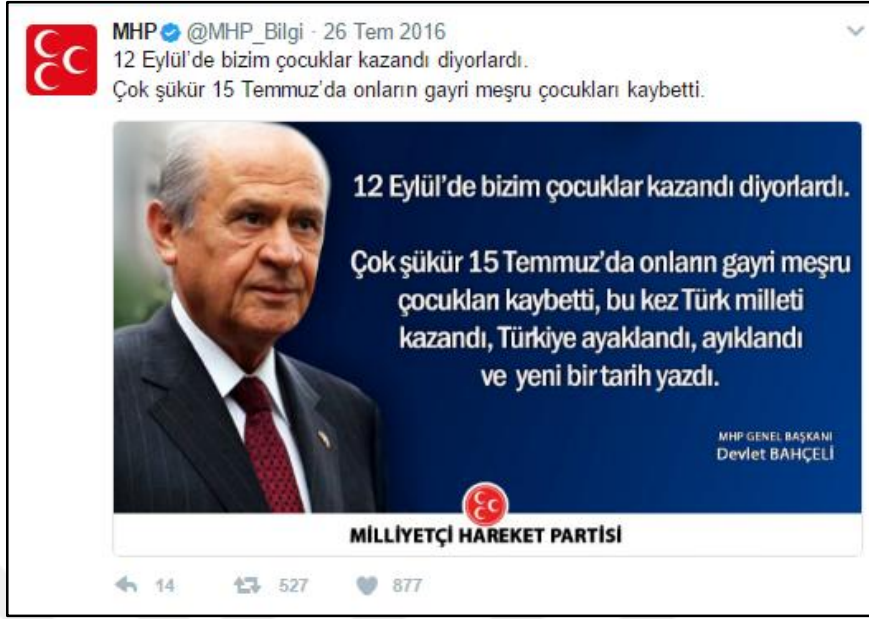 MHP @MHP_Bilgi · 26 Tem 2016
12 Eylül'de bizim çocuklar kazandı diyorlardı.
Çok şükür 15 Temmuz'da onların gayri meşru çocukları kaybetti.
12 Eylül'de bizim çocuklar kazandı diyorlardı.
Çok şükür 15 Temmuz'da onların gayri meşru
çocukları kaybetti, bu kez Türk milleti
kazandı, Türkiye ayaklandı, ayıklandı
ve yeni bir tarih yazdı.
MHP GENEL BAŞKANI
Devlet BAHÇELİ
MİLLİYETÇİ HAREKET PARTİSİ
14 527 877